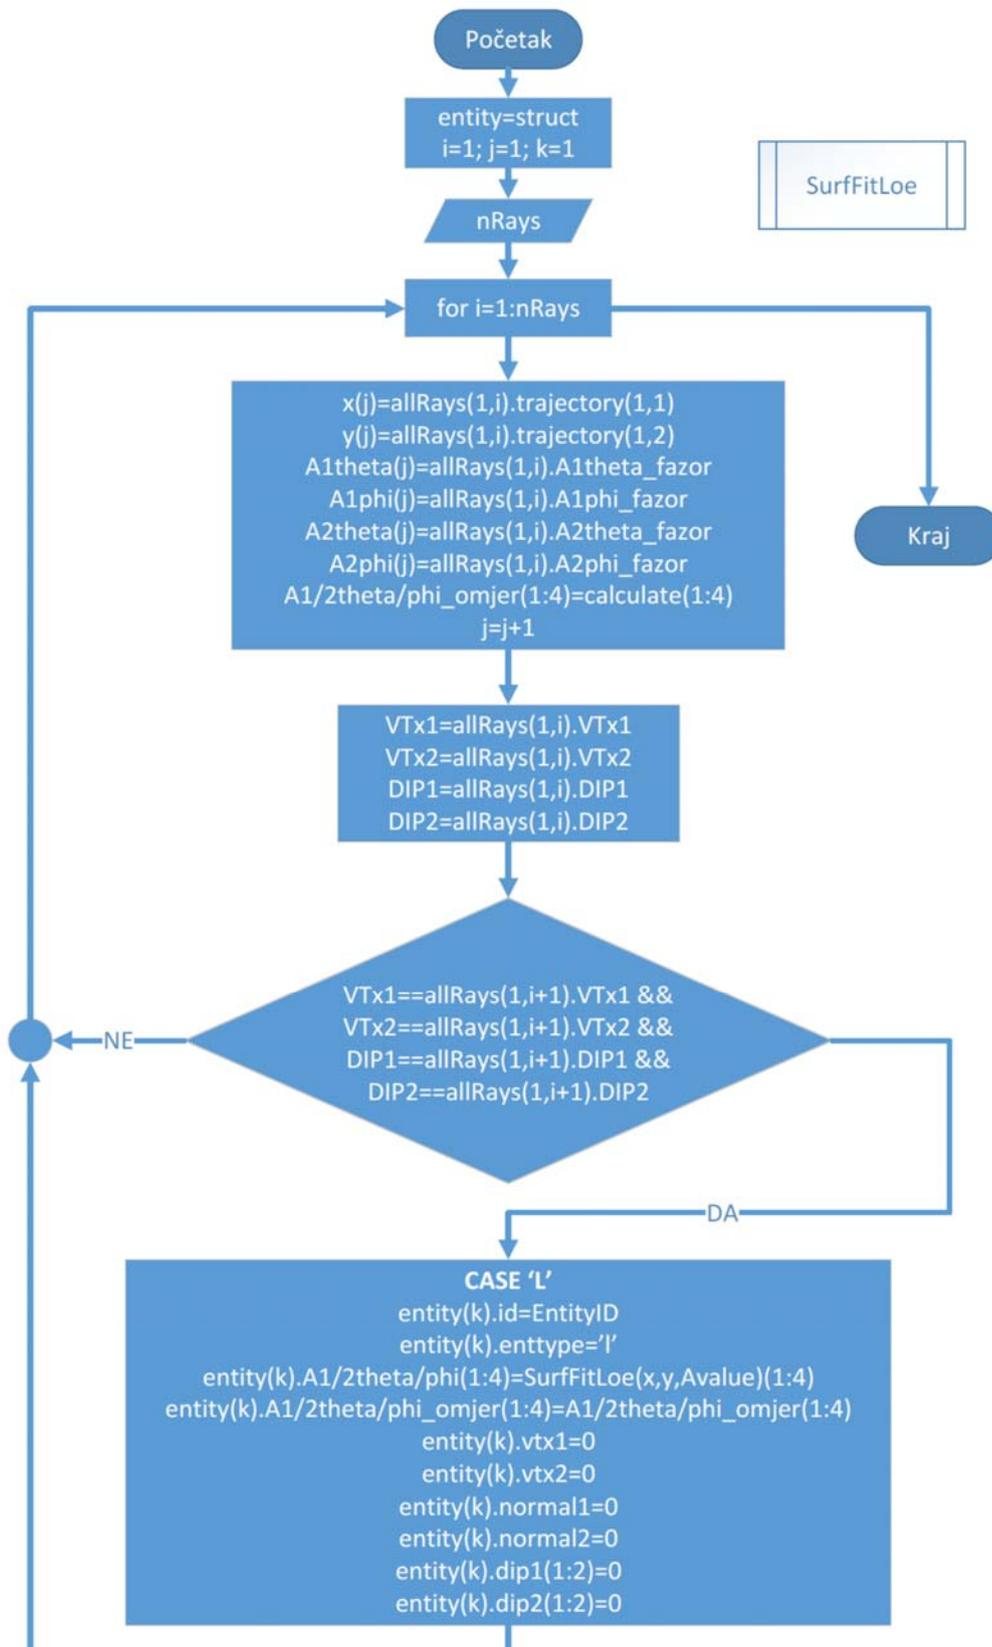 Početak
entity=struct
i=1; j=1; k=1
SurfFitLoe
nRays
for i=1:nRays
x(j)=allRays(1,i).trajectory(1,1)
y(j)=allRays(1,i).trajectory(1,2)
A1theta(j)=allRays(1,i).A1theta_fazor
A1phi(j)=allRays(1,i).A1phi_fazor
A2theta(j)=allRays(1,i).A2theta_fazor
A2phi(j)=allRays(1,i).A2phi_fazor
A1/2theta/phi_omjer(1:4)=calculate(1:4)
j=j+1
Kraj
VTx1=allRays(1,i).VTx1
VTx2=allRays(1,i).VTx2
DIP1=allRays(1,i).DIP1
DIP2=allRays(1,i).DIP2
VTx1==allRays(1,i+1).VTx1 &&
VTx2==allRays(1,i+1).VTx2 &&
DIP1==allRays(1,i+1).DIP1 &&
DIP2==allRays(1,i+1).DIP2
NE
DA
CASE ‘L’
entity(k).id=EntityID
entity(k).enttype=’l’
entity(k).A1/2theta/phi(1:4)=SurfFitLoe(x,y,Avalue)(1:4)
entity(k).A1/2theta/phi_omjer(1:4)=A1/2theta/phi_omjer(1:4)
entity(k).vtx1=0
entity(k).vtx2=0
entity(k).normal1=0
entity(k).normal2=0
entity(k).dip1(1:2)=0
entity(k).dip2(1:2)=0